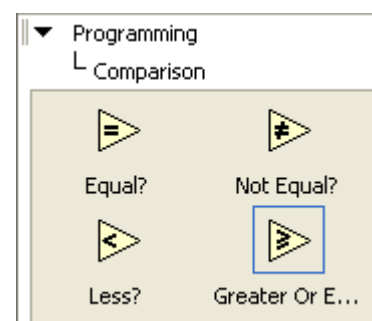 Programming
Comparison
= ≠
Equal? Not Equal?
< ≥
Less? Greater Or E...